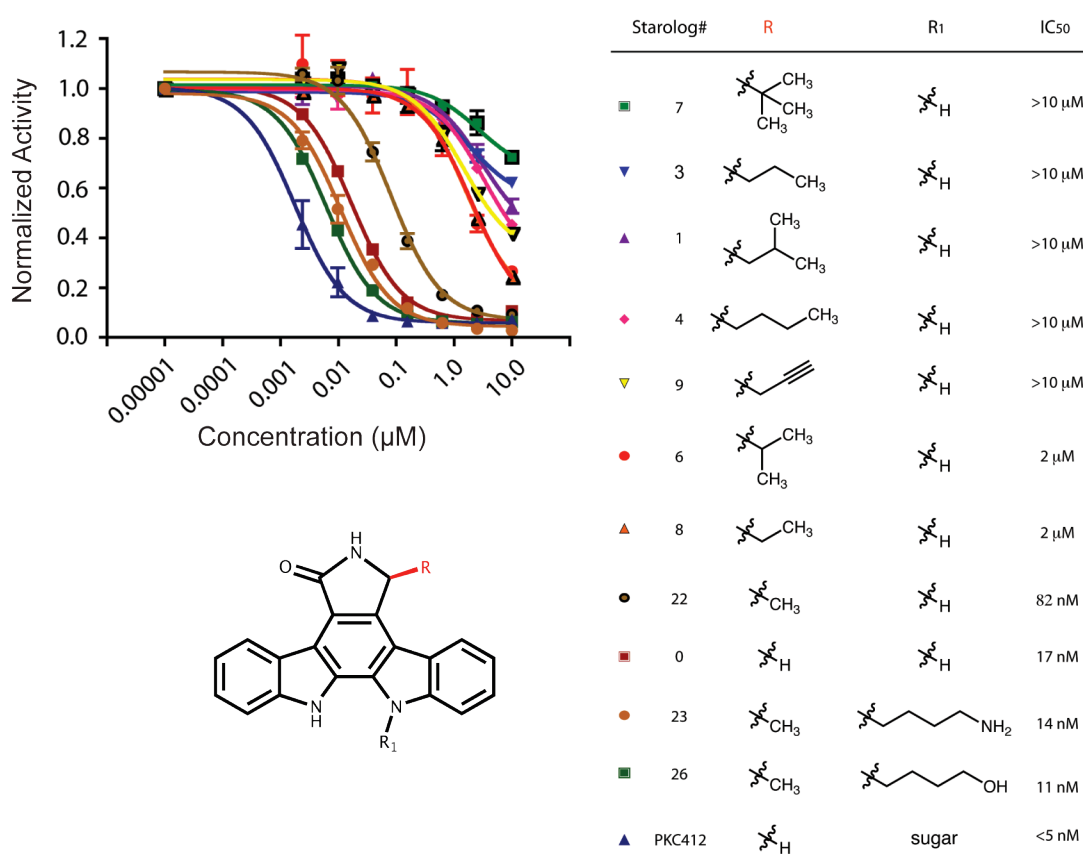 Normalized Activity
1.2
1.0
0.8
0.6
0.4
0.2
0.0
0.00001
0.0001
0.001
0.01
0.1
1.0
10.0
Concentration (µM)
H
N
O
R
N
H
N
R1
Starolog# R R1 IC50
7 CH3 CH3 CH3 H >10 µM
3 CH3 H >10 µM
1 CH3 CH3 H >10 µM
4 CH3 H >10 µM
9 H >10 µM
6 CH3 CH3 H 2 µM
8 CH3 H 2 µM
22 CH3 H 82 nM
0 H H 17 nM
23 CH3 NH2 14 nM
26 CH3 OH 11 nM
PKC412 H sugar <5 nM